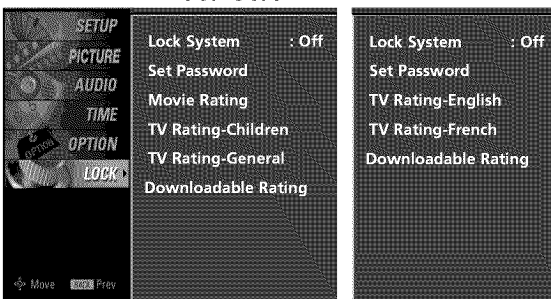 SETUP
PICTURE
AUDIO
TIME
OPTION
LOCK
Move BACK Prev
Lock System : Off
Set Password
Movie Rating
TV Rating-Children
TV Rating-General
Downloadable Rating
Lock System : Off
Set Password
TV Rating-English
TV Rating-French
Downloadable Rating